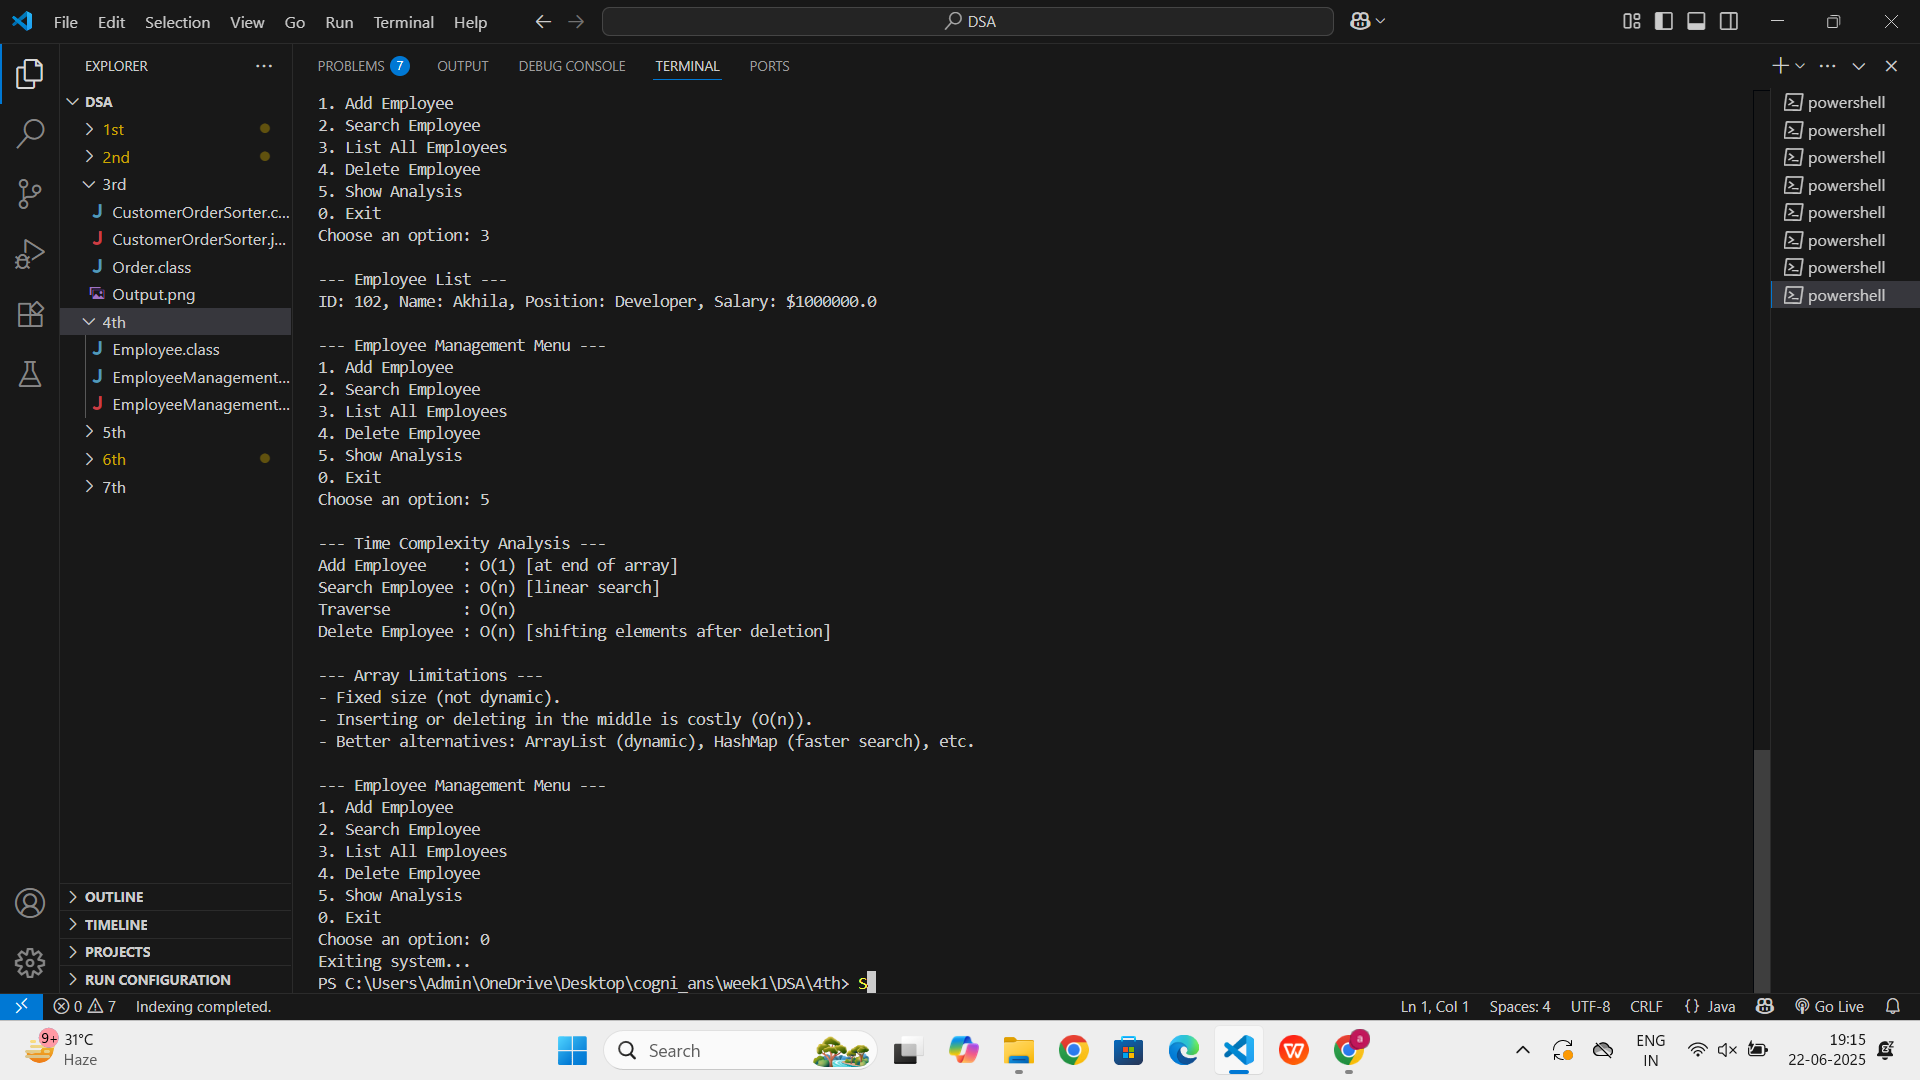 File Edit Selection View Go Run Terminal Help
DSA
EXPLORER
DSA
1st
2nd
3rd
CustomerOrderSorter.c...
CustomerOrderSorter.j...
Order.class
Output.png
4th
Employee.class
EmployeeManagement...
EmployeeManagement...
5th
6th
7th
OUTLINE
TIMELINE
PROJECTS
RUN CONFIGURATION
PROBLEMS 7 OUTPUT DEBUG CONSOLE TERMINAL PORTS
1. Add Employee
2. Search Employee
3. List All Employees
4. Delete Employee
5. Show Analysis
0. Exit
Choose an option: 3
--- Employee List ---
ID: 102, Name: Akhila, Position: Developer, Salary: $1000000.0
--- Employee Management Menu ---
1. Add Employee
2. Search Employee
3. List All Employees
4. Delete Employee
5. Show Analysis
0. Exit
Choose an option: 5
--- Time Complexity Analysis ---
Add Employee    : O(1) [at end of array]
Search Employee : O(n) [linear search]
Traverse        : O(n)
Delete Employee : O(n) [shifting elements after deletion]
--- Array Limitations ---
- Fixed size (not dynamic).
- Inserting or deleting in the middle is costly (O(n)).
- Better alternatives: ArrayList (dynamic), HashMap (faster search), etc.
--- Employee Management Menu ---
1. Add Employee
2. Search Employee
3. List All Employees
4. Delete Employee
5. Show Analysis
0. Exit
Choose an option: 0
Exiting system...
PS C:\Users\Admin\OneDrive\Desktop\cogni_ans\week1\DSA\4th> S
powershell
powershell
powershell
powershell
powershell
powershell
powershell
powershell
0 7 Indexing completed.
Ln 1, Col 1 Spaces: 4 UTF-8 CRLF {} Java Go Live
9+
31°C
Haze
Search
W
a
ENG
IN
19:15
22-06-2025